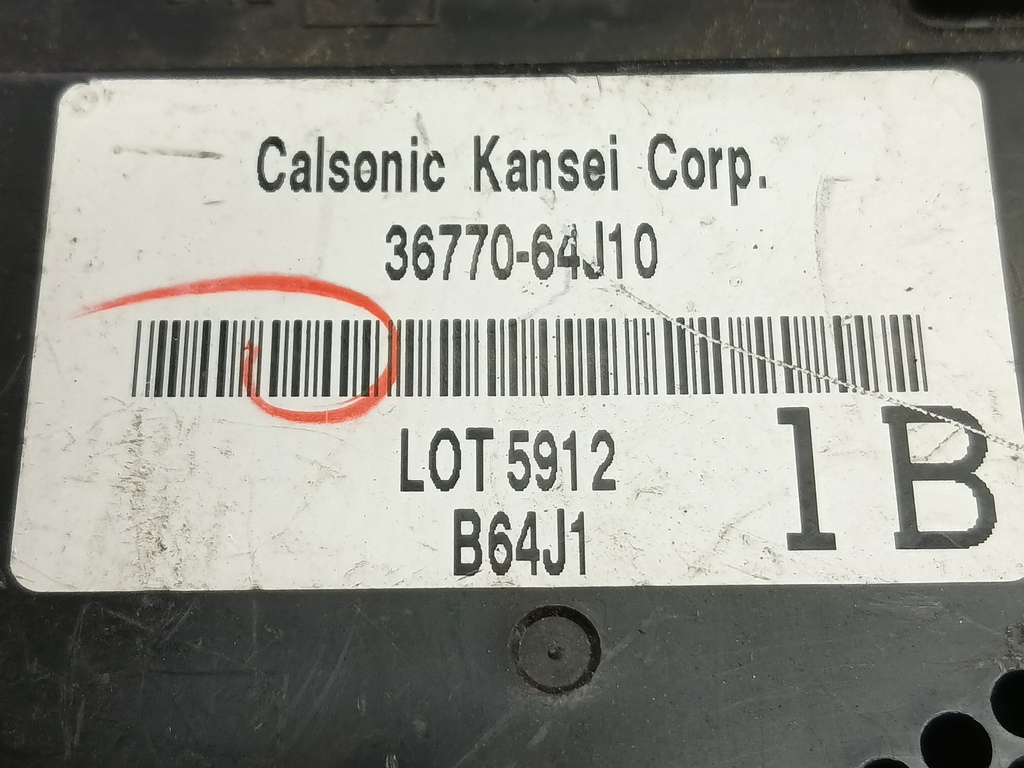 Calsonic Kansei Corp.
36770-64J10
LOT 5912
B64J1
1B